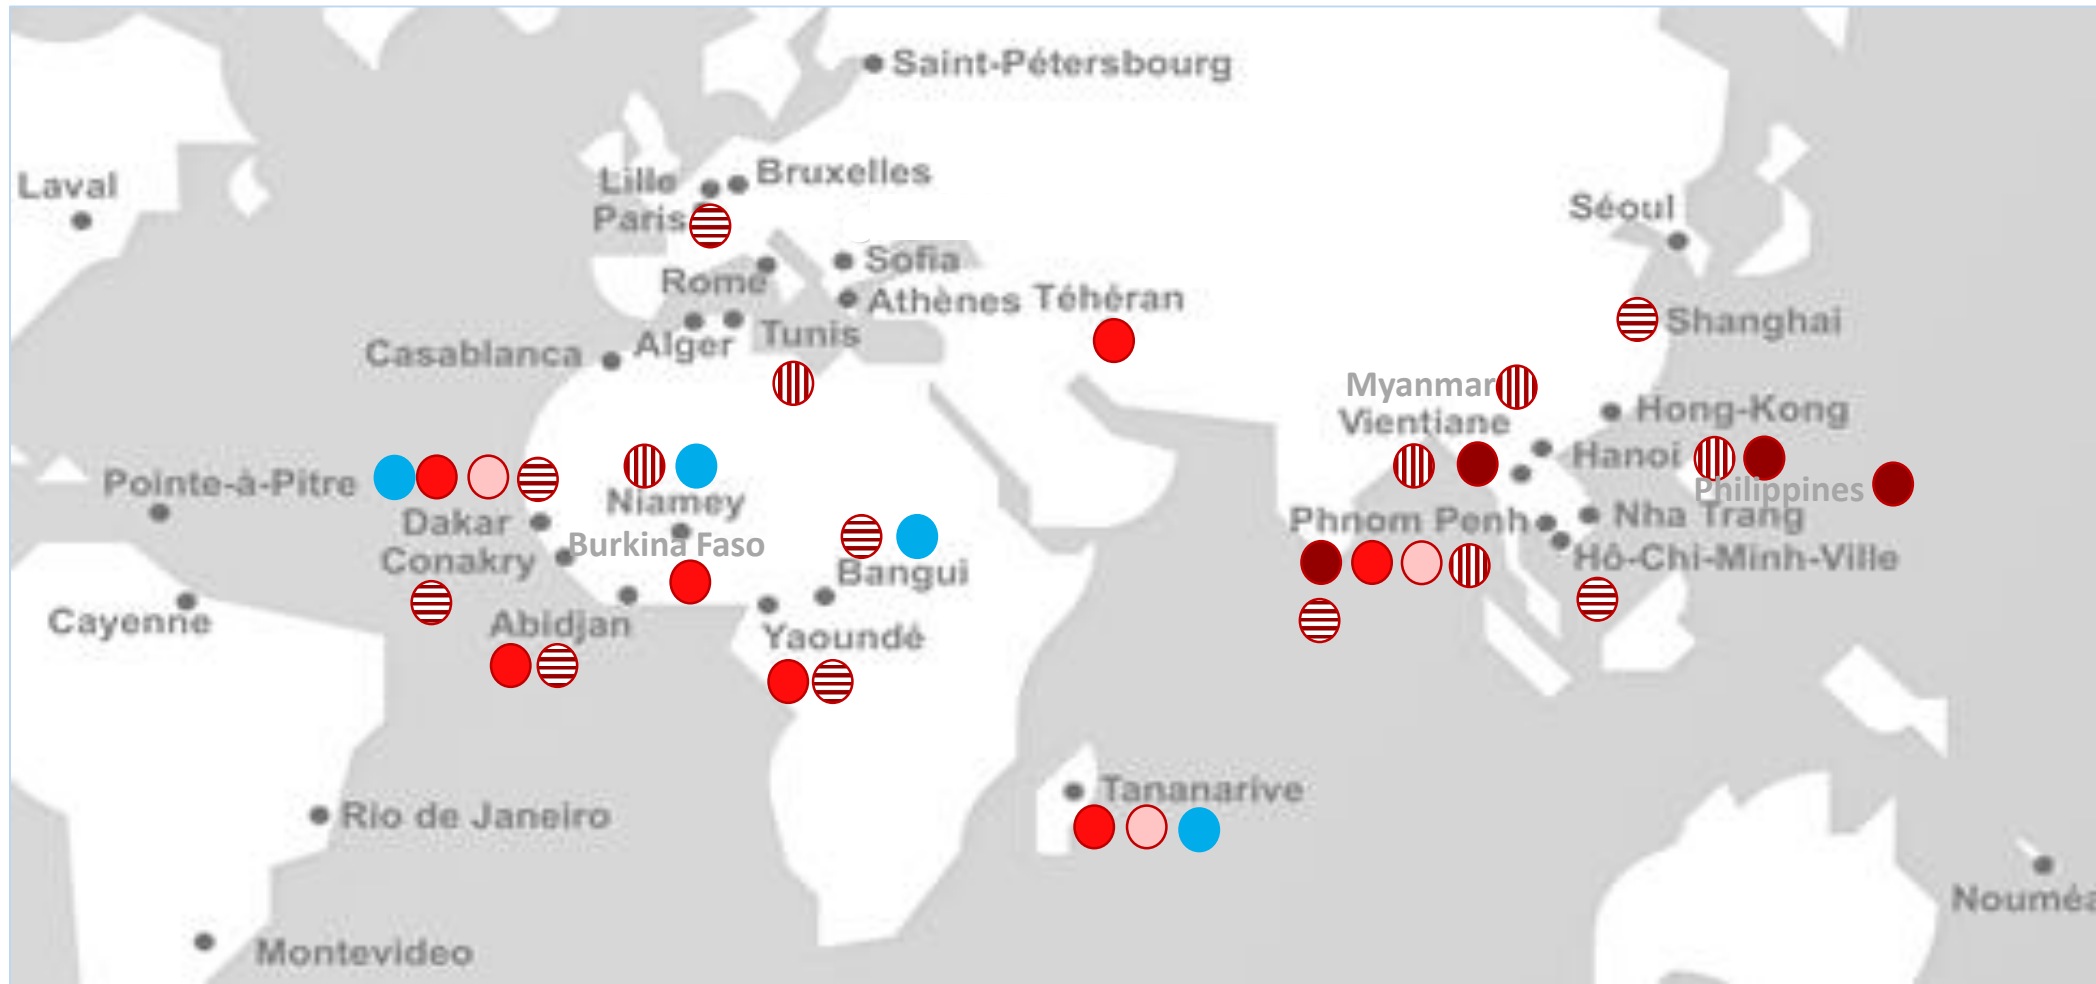 Saint-Pétersbourg
Laval
Lille
Bruxelles
Paris
Séoul
Sofia
Rome
Athènes
Téhéran
Shanghai
Tunis
Alger
Casablanca
Myanmar
Hong-Kong
Vientiane
Hanoi
Pointe-à-Pitre
Philippines
Niamey
Dakar
Phnom Penh
Nha Trang
Burkina Faso
Conakry
Hô-Chi-Minh-Ville
Bangui
Cayenne
Abidjan
Yaoundé
Tananarive
Rio de Janeiro
Nouméa
Montevideo